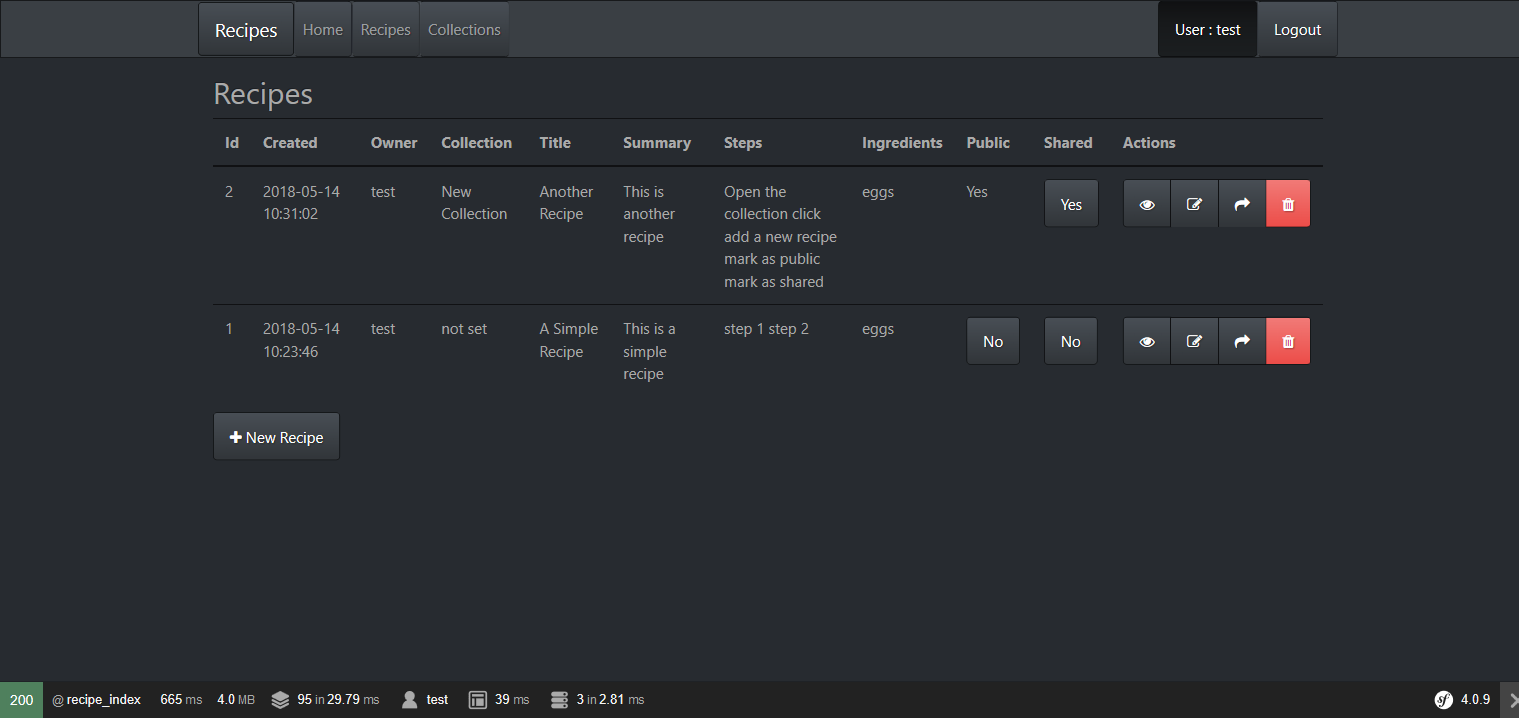 Recipes Home Recipes Collections User : test Logout
Recipes
Id Created Owner Collection Title Summary Steps Ingredients Public Shared Actions
2 2018-05-14 test New Another This is Open the eggs Yes Yes
10:31:02 Collection Recipe another collection click
recipe add a new recipe
mark as public
mark as shared
1 2018-05-14 test not set A Simple This is a step 1 step 2 eggs No No
10:23:46 Recipe simple
recipe
New Recipe
200 @ recipe_index 665 ms 4.0 MB 95 in 29.79 ms test 39 ms 3 in 2.81 ms sf 4.0.9